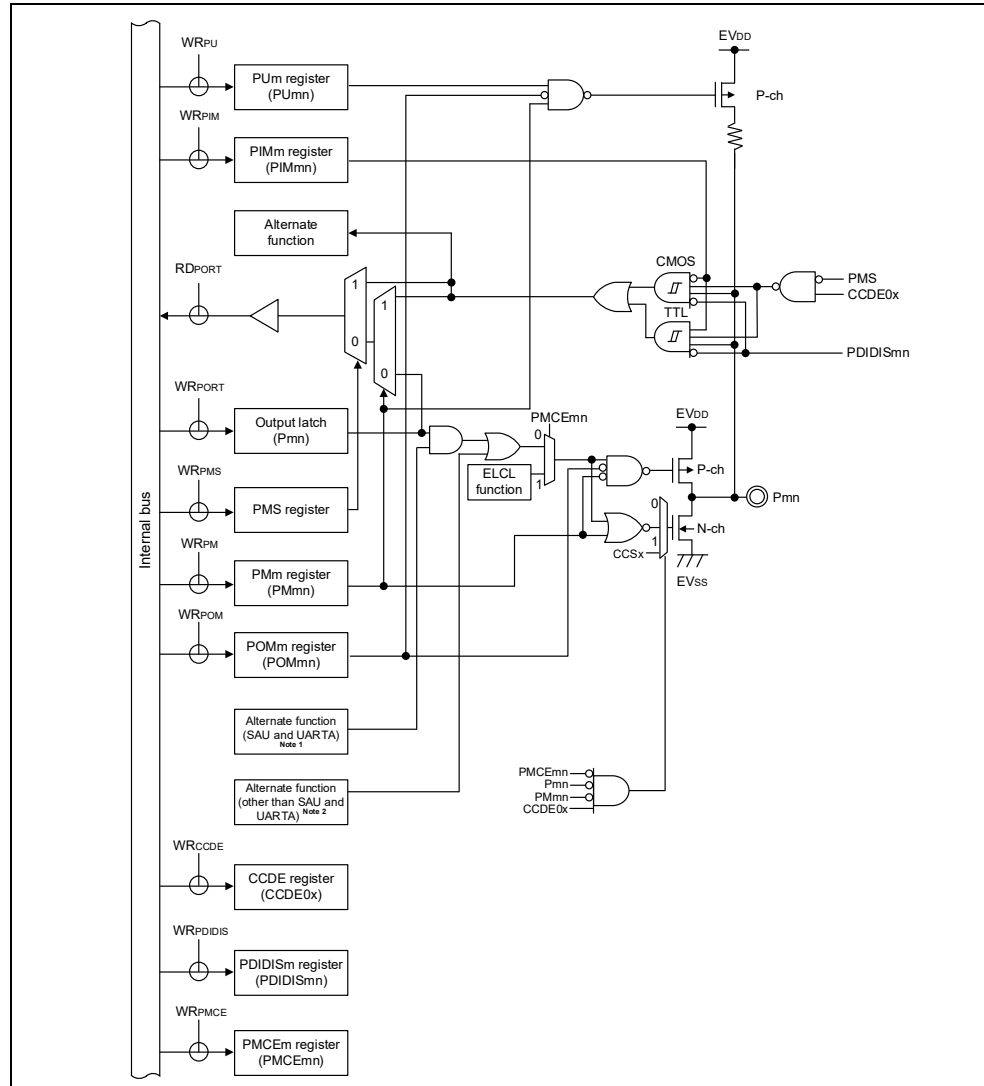 WRPU
PUm register
(PUmn)
EVDD
P-ch
WRPIM
PIMm register
(PIMmn)
Alternate
function
RDPORT
1
0
1
0
CMOS
TTL
PMS
CCDE0x
PDIDISmn
WRPORT
Output latch
(Pmn)
PMCEmn
0
1
ELCL
function
EVDD
P-ch
Pmn
WRPMS
PMS register
0
1
N-ch
CCSx
EVSS
Internal bus
WRPM
PMm register
(PMmn)
WRPOM
POMm register
(POMmn)
Alternate function
(SAU and UARTA)
Note 1
Alternate function
(other than SAU and
UARTA) Note 2
PMCEmn
Pmn
PMmn
CCDE0x
WRCCDE
CCDE register
(CCDE0x)
WRPDIDIS
PDIDISm register
(PDIDISmn)
WRPMCE
PMCEm register
(PMCEmn)